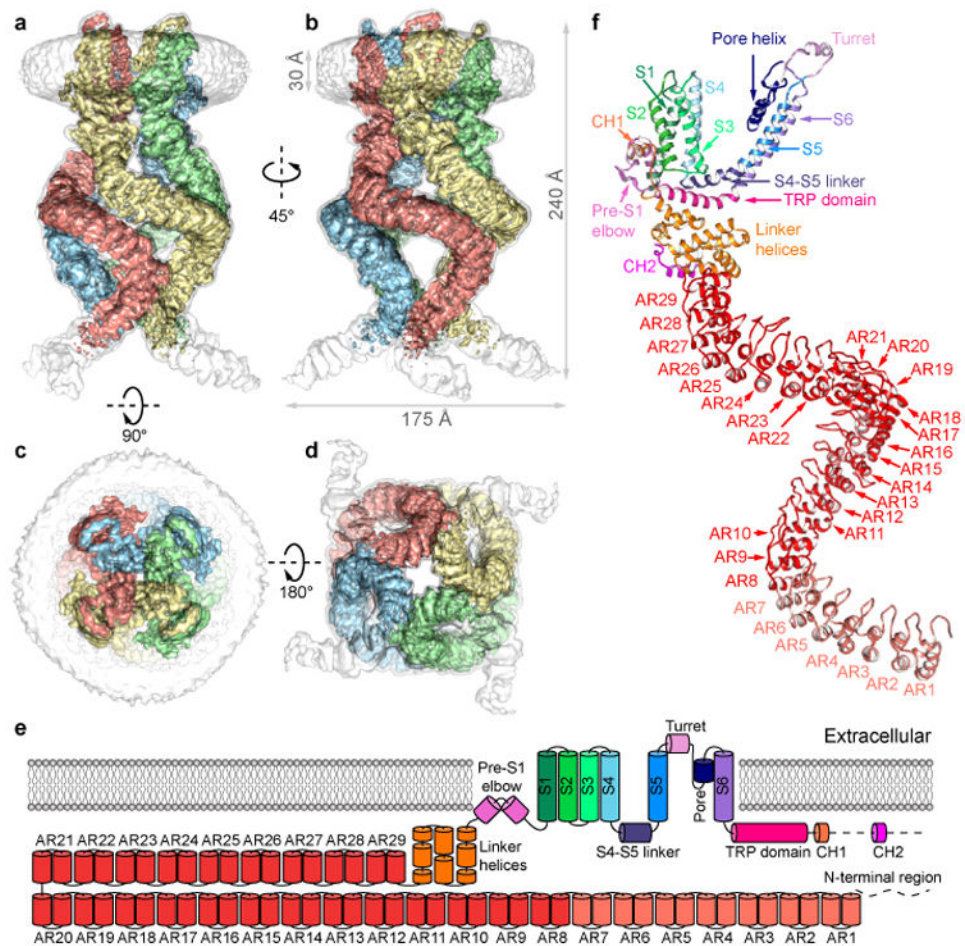 a
b
30 Å
45°
240 Å
175 Å
90°
c
d
180°
f
Pore helix
Turret
S1
S4
S2
S3
S6
CH1
S5
S4-S5 linker
Pre-S1
elbow
TRP domain
Linker
helices
CH2
AR29
AR28
AR27
AR26
AR25
AR24
AR23
AR22
AR21
AR20
AR19
AR18
AR17
AR16
AR15
AR14
AR13
AR12
AR11
AR10
AR9
AR8
AR7
AR6
AR5
AR4
AR3
AR2
AR1
e
Turret
Extracellular
Pre-S1
elbow
S1 S2 S3 S4 S5 Pore S6
AR21 AR22 AR23 AR24 AR25 AR26 AR27 AR28 AR29
Linker
helices
S4-S5 linker
TRP domain CH1 CH2
N-terminal region
AR20 AR19 AR18 AR17 AR16 AR15 AR14 AR13 AR12 AR11 AR10 AR9 AR8 AR7 AR6 AR5 AR4 AR3 AR2 AR1